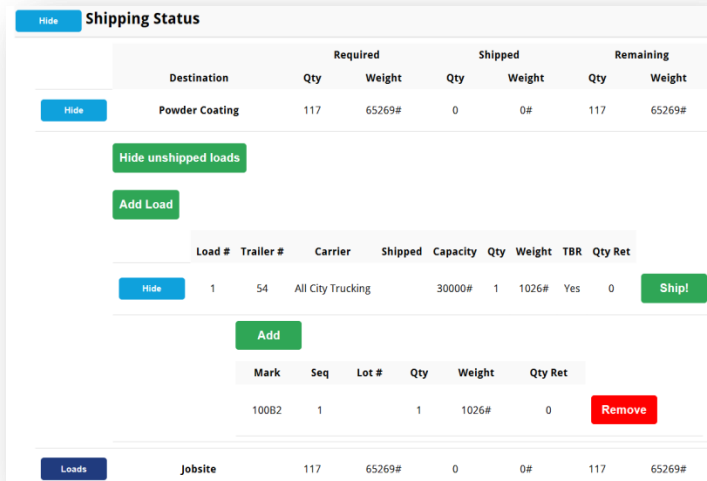 Hide Shipping Status
Required Shipped Remaining
Destination Qty Weight Qty Weight Qty Weight
Hide Powder Coating 117 65269# 0 0# 117 65269#
Hide unshipped loads
Add Load
Load # Trailer # Carrier Shipped Capacity Qty Weight TBR Qty Ret
Hide 1 54 All City Trucking 30000# 1 1026# Yes 0 Ship!
Add
Mark Seq Lot # Qty Weight Qty Ret
100B2 1 1 1026# 0 Remove
Loads Jobsite 117 65269# 0 0# 117 65269#